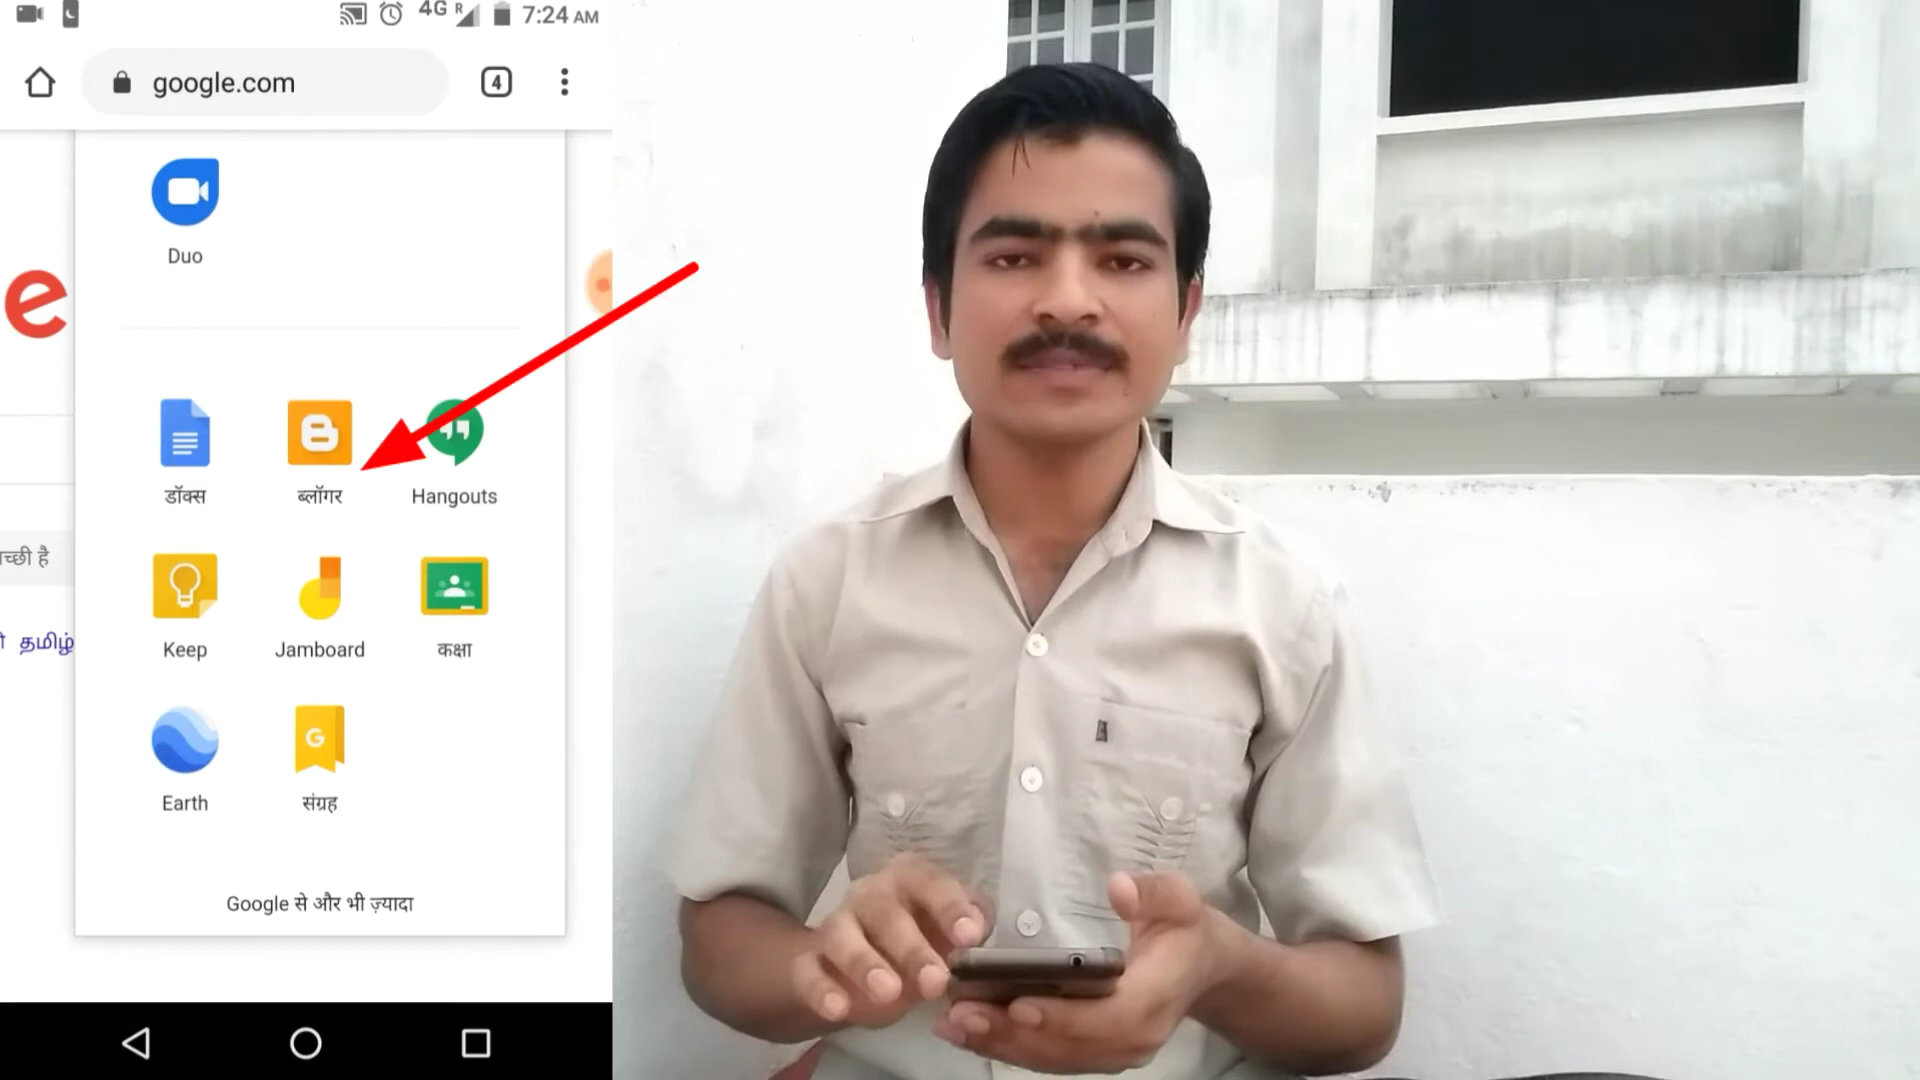 4G R 7:24 AM
google.com 4
Duo
e
डॉक्स ब्लॉगर Hangouts
च्छी है
தமிழ்
Keep Jamboard कक्षा
G
Earth संग्रह
Google से और भी ज़्यादा